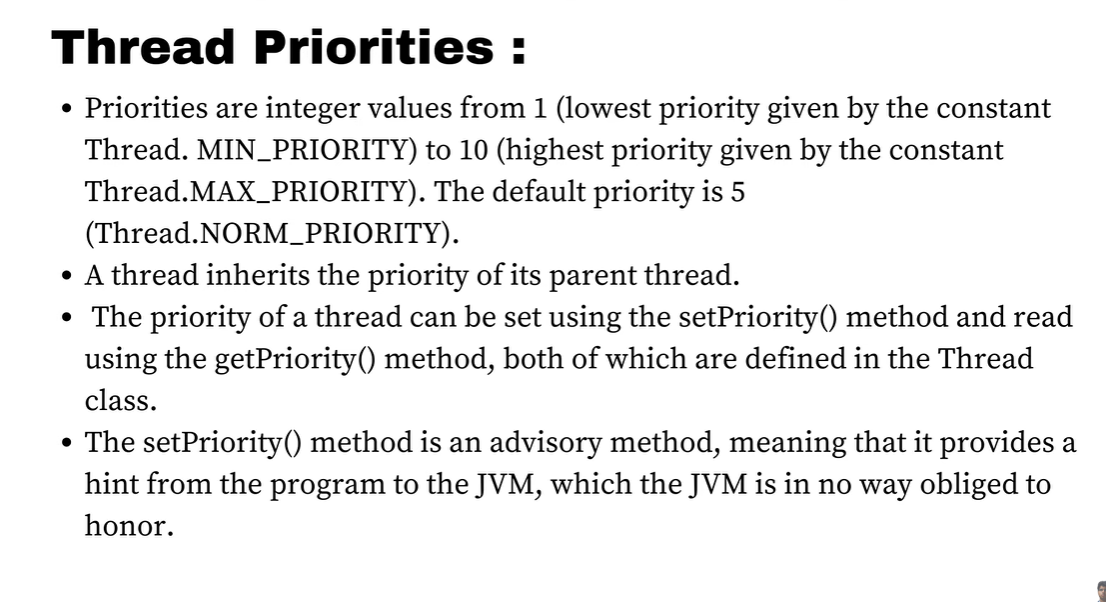 Thread Priorities :
• Priorities are integer values from 1 (lowest priority given by the constant
Thread. MIN_PRIORITY) to 10 (highest priority given by the constant
Thread.MAX_PRIORITY). The default priority is 5
(Thread.NORM_PRIORITY).
• A thread inherits the priority of its parent thread.
• The priority of a thread can be set using the setPriority() method and read
using the getPriority() method, both of which are defined in the Thread
class.
• The setPriority() method is an advisory method, meaning that it provides a
hint from the program to the JVM, which the JVM is in no way obliged to
honor.